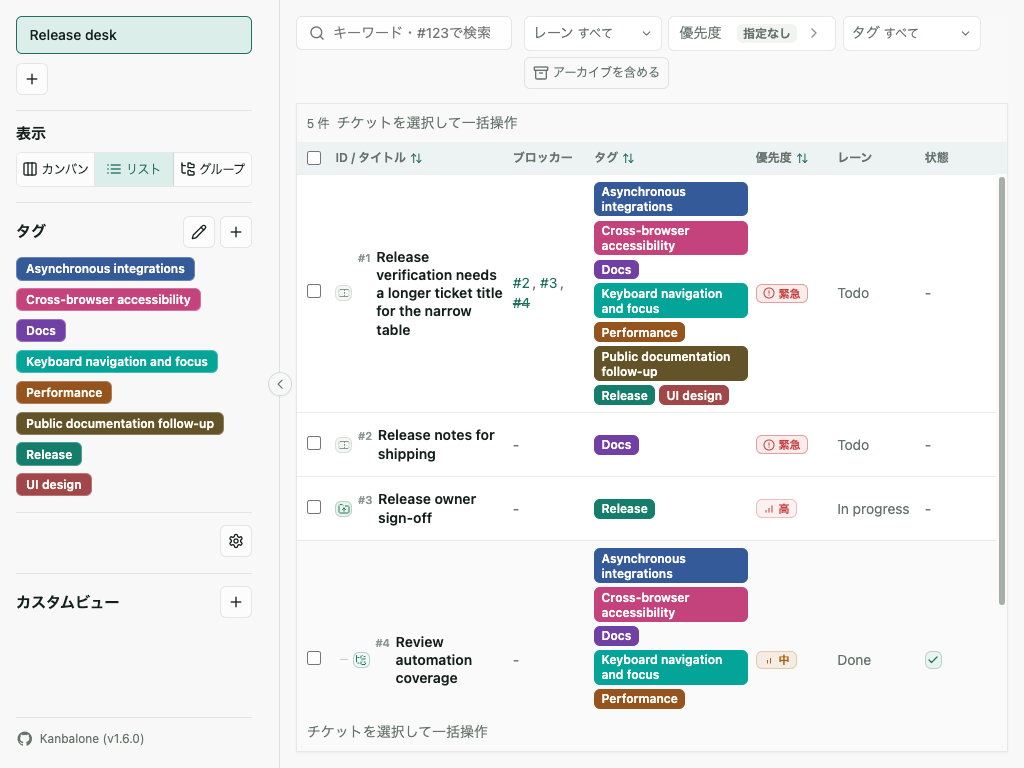 Release desk
表示
カンバン リスト グループ
タグ
Asynchronous integrations
Cross-browser accessibility
Docs
Keyboard navigation and focus
Performance
Public documentation follow-up
Release
UI design
カスタムビュー
Kanbalone (v1.6.0)
キーワード・#123で検索
レーン すべて
優先度 指定なし
タグ すべて
アーカイブを含める
5 件 チケットを選択して一括操作
ID / タイトル ブロッカー タグ 優先度 レーン 状態
#1 Release
verification needs
a longer ticket title
for the narrow
table
#2 , #3 ,
#4
Asynchronous
integrations
Cross-browser
accessibility
Docs
Keyboard navigation
and focus
Performance
Public documentation
follow-up
Release UI design
緊急
Todo
-
#2 Release notes for
shipping
-
Docs
緊急
Todo
-
#3 Release owner
sign-off
-
Release
高
In progress
-
#4 Review
automation
coverage
-
Asynchronous
integrations
Cross-browser
accessibility
Docs
Keyboard navigation
and focus
Performance
中
Done
チケットを選択して一括操作